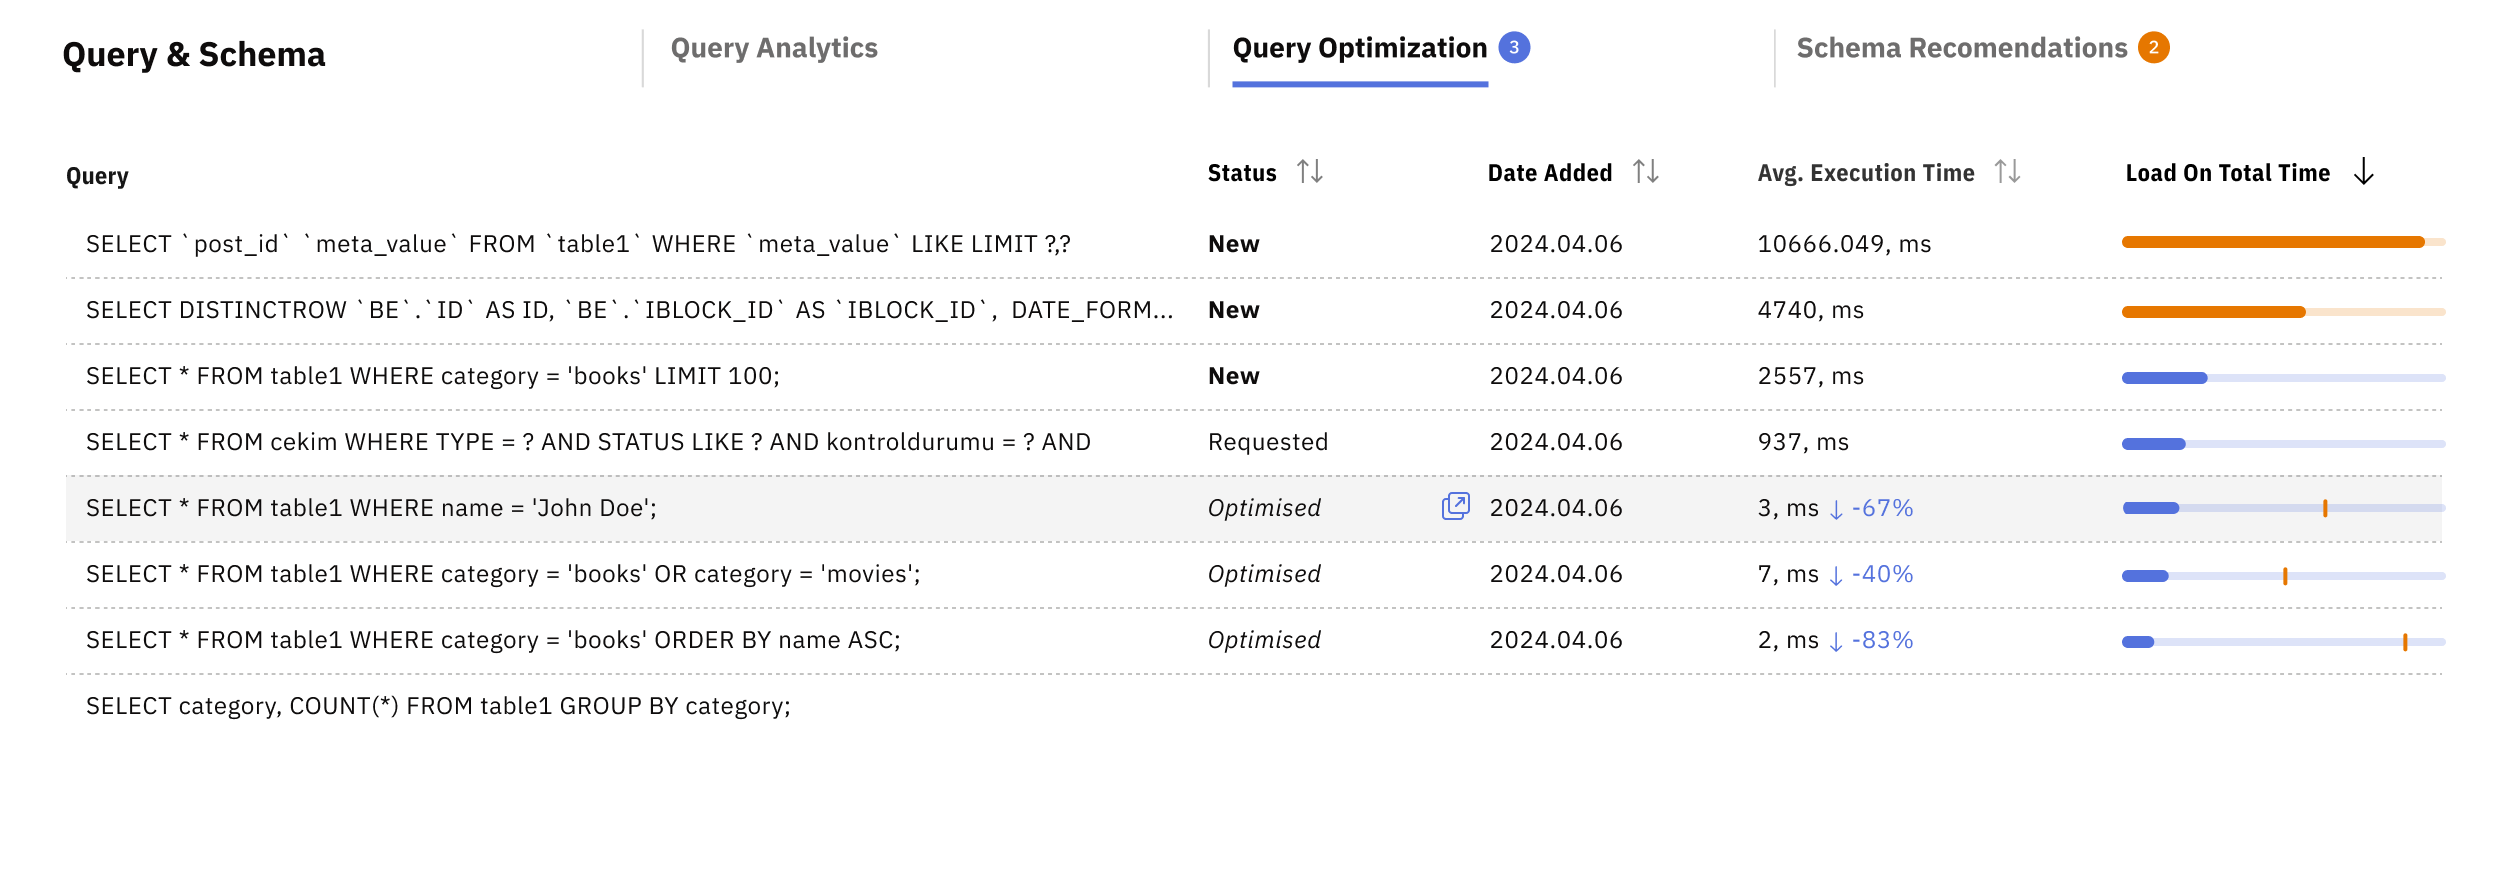 Query & Schema Query Analytics Query Optimization 3 Schema Recomendations 2
Query Status Date Added Avg. Execution Time Load On Total Time
SELECT `post_id` `meta_value` FROM `table1` WHERE `meta_value` LIKE LIMIT ?,? New 2024.04.06 10666.049, ms
SELECT DISTINCTROW `BE`.`ID` AS ID, `BE`.`IBLOCK_ID` AS `IBLOCK_ID`, DATE_FORM... New 2024.04.06 4740, ms
SELECT * FROM table1 WHERE category = 'books' LIMIT 100; New 2024.04.06 2557, ms
SELECT * FROM cekim WHERE TYPE = ? AND STATUS LIKE ? AND kontroldurumu = ? AND Requested 2024.04.06 937, ms
SELECT * FROM table1 WHERE name = 'John Doe'; Optimised 2024.04.06 3, ms ↓ -67%
SELECT * FROM table1 WHERE category = 'books' OR category = 'movies'; Optimised 2024.04.06 7, ms ↓ -40%
SELECT * FROM table1 WHERE category = 'books' ORDER BY name ASC; Optimised 2024.04.06 2, ms ↓ -83%
SELECT category, COUNT(*) FROM table1 GROUP BY category;